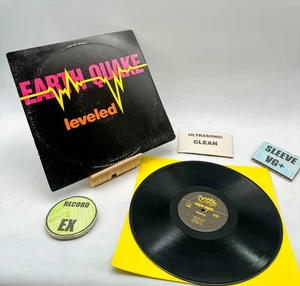 EARTH QUAKE
leveled
ULTRASONIC
CLEAN
SLEEVE
VG+
RECORD
EX